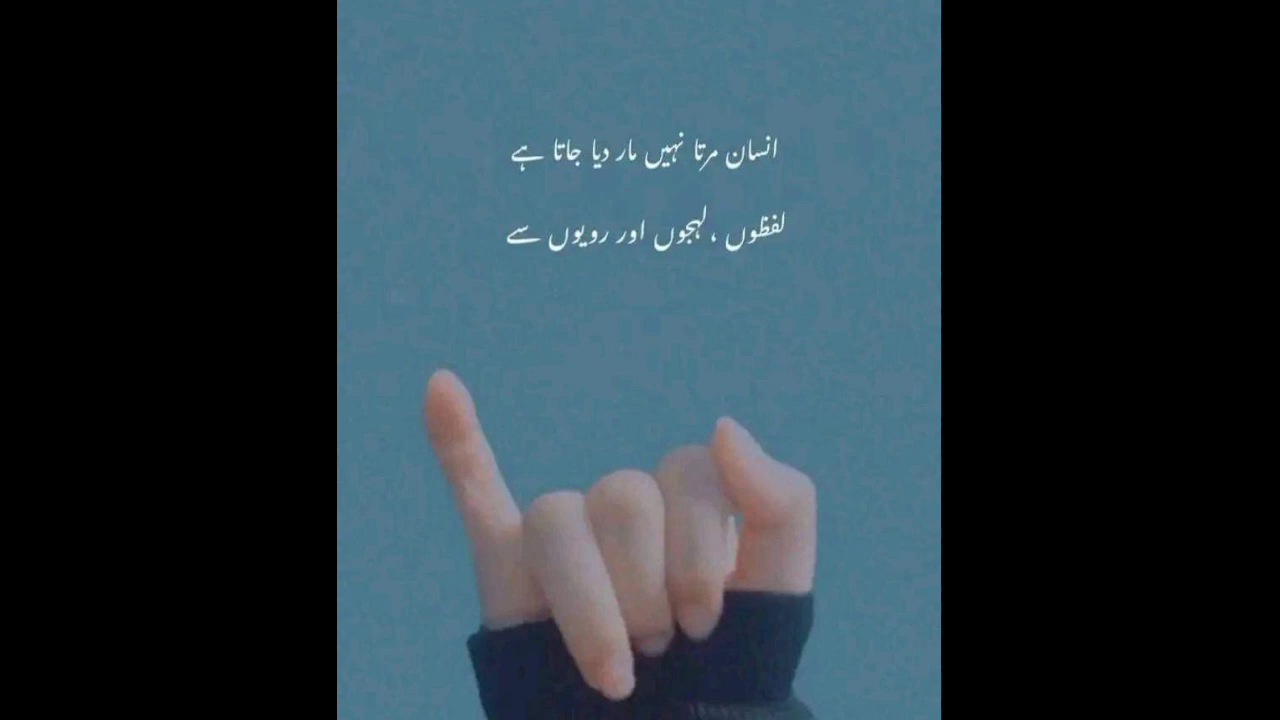 انسان مرتا نہیں مار دیا جاتا ہے
لفظوں ، لہجوں اور رویوں سے